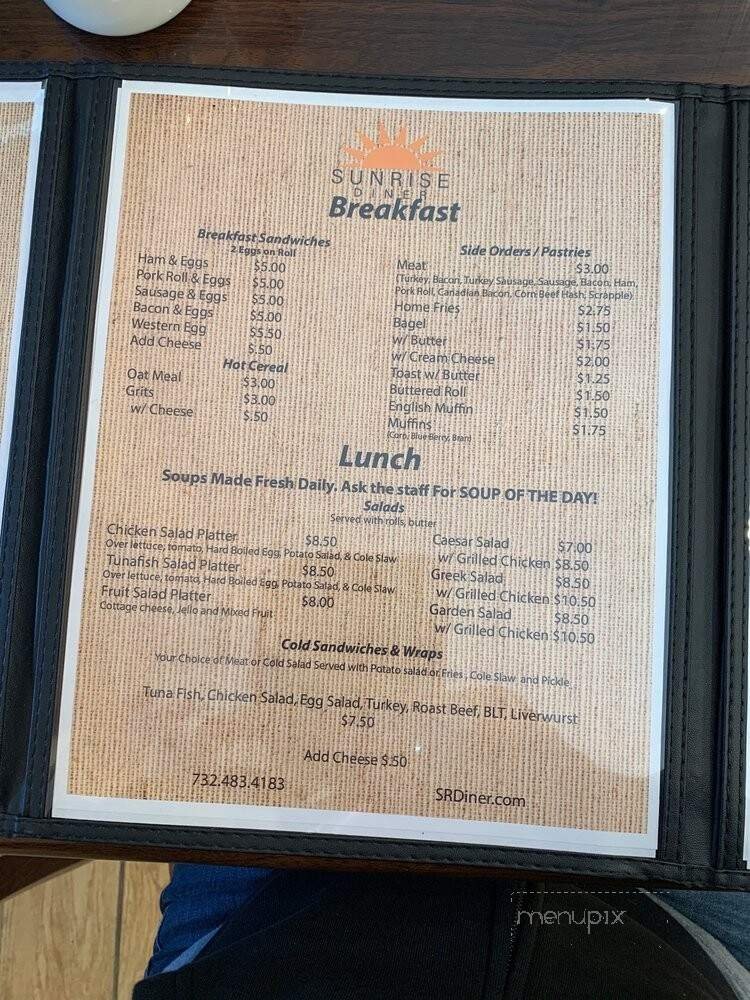 SUNRISE
DINER
Breakfast
Breakfast Sandwiches
2 Eggs on Roll
Ham & Eggs $5.00
Pork Roll & Eggs $5.00
Sausage & Eggs $5.00
Bacon & Eggs $5.00
Western Egg $5.50
Add Cheese $.50
Hot Cereal
Oat Meal $3.00
Grits $3.00
w/ Cheese $.50
Side Orders / Pastries
Meat $3.00
(Turkey, Bacon, Turkey Sausage, Sausage, Bacon, Ham,
Pork Roll, Canadian Bacon, Corn Beef Hash, Scrapple)
Home Fries $2.75
Bagel $1.50
w/ Butter $1.75
w/ Cream Cheese $2.00
Toast w/ Butter $1.25
Buttered Roll $1.50
English Muffin $1.50
Muffins $1.75
(Corn, Blue Berry, Bran)
Lunch
Soups Made Fresh Daily. Ask the staff For SOUP OF THE DAY!
Salads
Served with rolls, butter
Chicken Salad Platter $8.50
Over lettuce, tomato, Hard Boiled Egg, Potato Salad, & Cole Slaw
Tunafish Salad Platter $8.50
Over lettuce, tomato, Hard Boiled Egg, Potato Salad, & Cole Slaw
Fruit Salad Platter $8.00
Cottage cheese, Jello and Mixed Fruit
Caesar Salad $7.00
w/ Grilled Chicken $8.50
Greek Salad $8.50
w/ Grilled Chicken $10.50
Garden Salad $8.50
w/ Grilled Chicken $10.50
Cold Sandwiches & Wraps
Your Choice of Meat or Cold Salad Served with Potato salad or Fries, Cole Slaw and Pickle
Tuna Fish, Chicken Salad, Egg Salad, Turkey, Roast Beef, BLT, Liverwurst
$7.50
Add Cheese $.50
732.483.4183 SRDiner.com
menupix